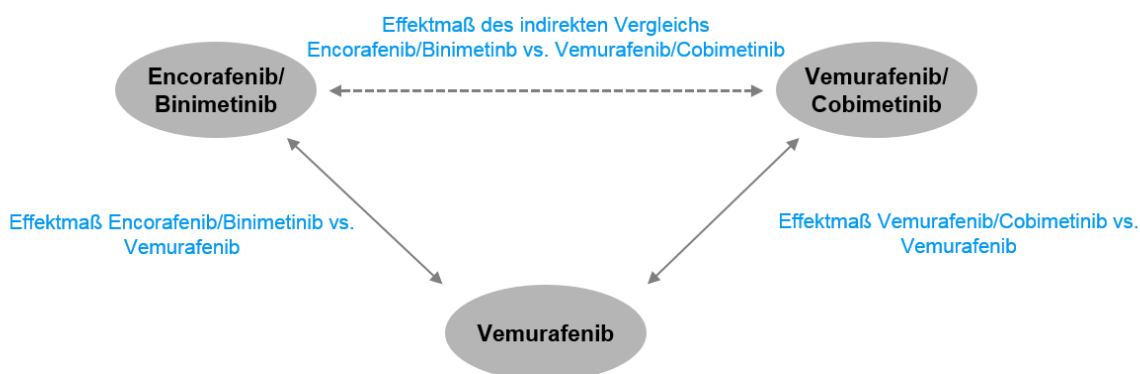 Effektmaß des indirekten Vergleichs
Encorafenib/Binimetinb vs. Vemurafenib/Cobimetinib
Encorafenib/
Binimetinib
Vemurafenib/
Cobimetinib
Effektmaß Encorafenib/Binimetinib vs.
Vemurafenib
Effektmaß Vemurafenib/Cobimetinib vs.
Vemurafenib
Vemurafenib